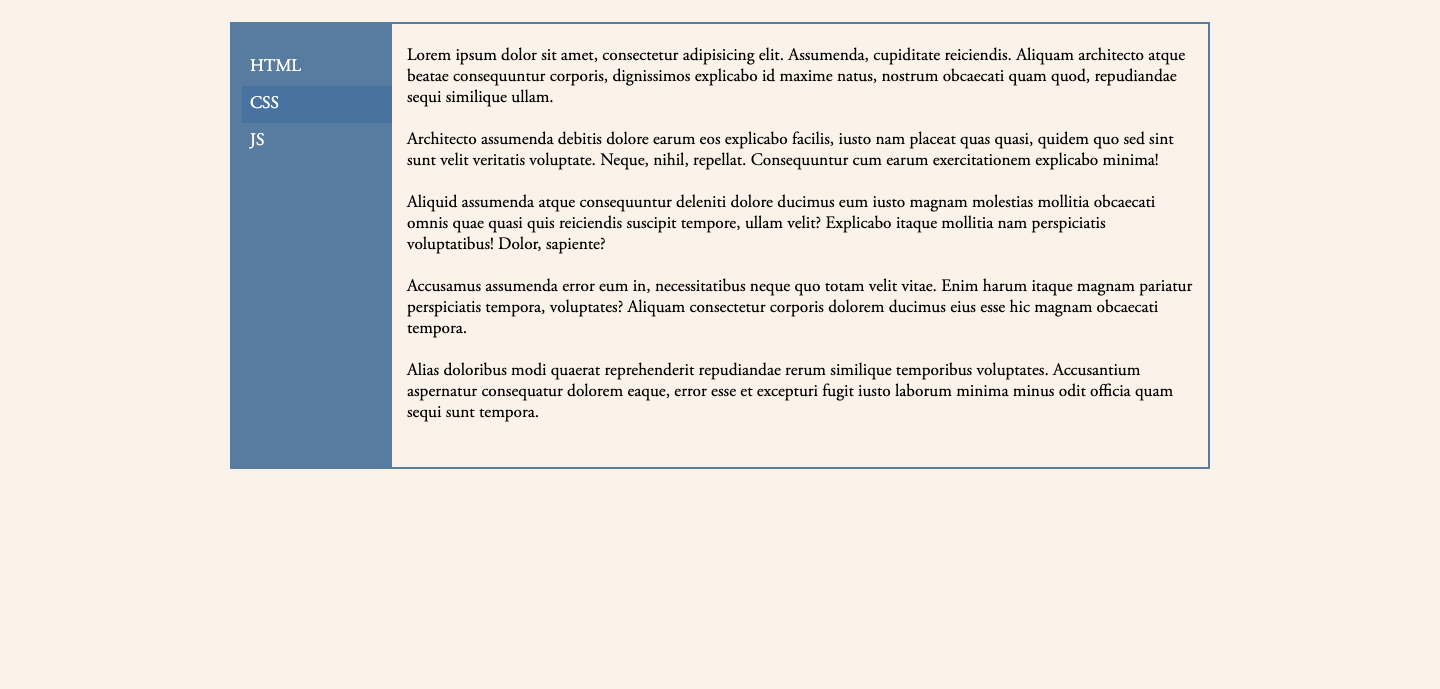 HTML
CSS
JS
Lorem ipsum dolor sit amet, consectetur adipisicing elit. Assumenda, cupiditate reiciendis. Aliquam architecto atque
beatae consequuntur corporis, dignissimos explicabo id maxime natus, nostrum obcaecati quam quod, repudiandae
sequi similique ullam.
Architecto assumenda debitis dolore earum eos explicabo facilis, iusto nam placeat quas quasi, quidem quo sed sint
sunt velit veritatis voluptate. Neque, nihil, repellat. Consequuntur cum earum exercitationem explicabo minima!
Aliquid assumenda atque consequuntur deleniti dolore ducimus eum iusto magnam molestias mollitia obcaecati
omnis quae quasi quis reiciendis suscipit tempore, ullam velit? Explicabo itaque mollitia nam perspiciatis
voluptatibus! Dolor, sapiente?
Accusamus assumenda error eum in, necessitatibus neque quo totam velit vitae. Enim harum itaque magnam pariatur
perspiciatis tempora, voluptates? Aliquam consectetur corporis dolorem ducimus eius esse hic magnam obcaecati
tempora.
Alias doloribus modi quaerat reprehenderit repudiandae rerum similique temporibus voluptates. Accusantium
aspernatur consequatur dolorem eaque, error esse et excepturi fugit iusto laborum minima minus odit officia quam
sequi sunt tempora.